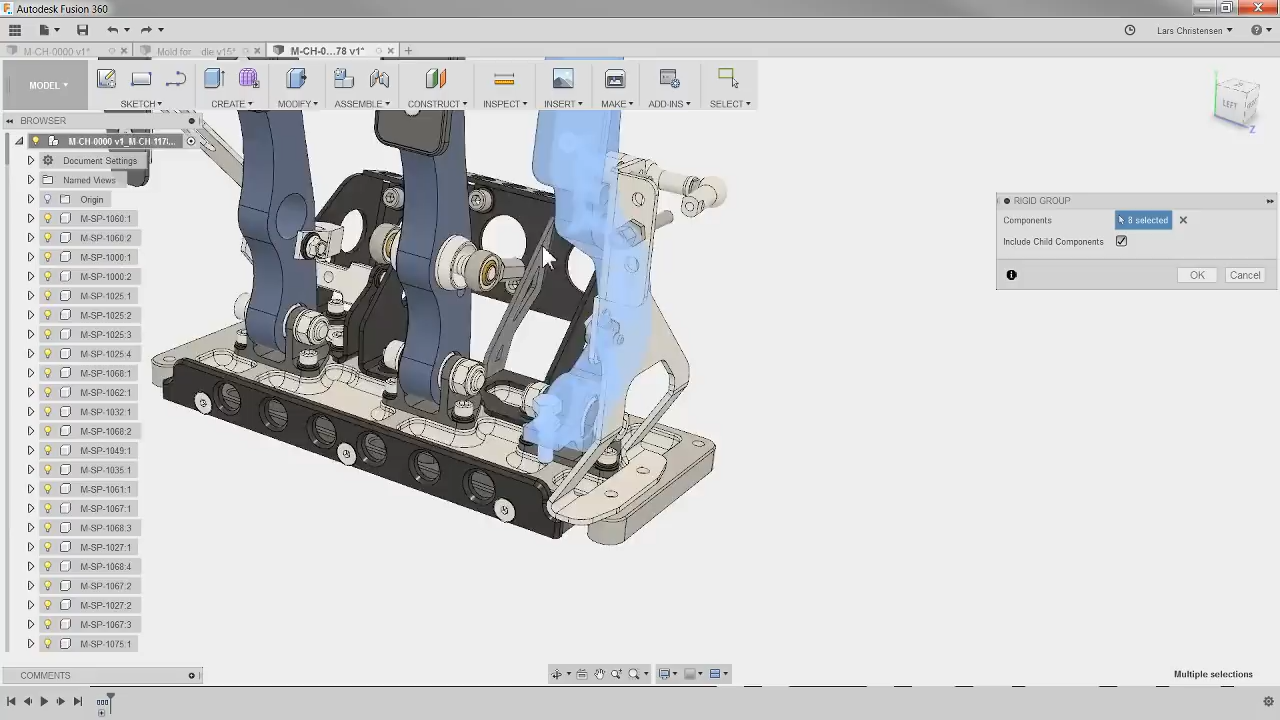 Autodesk Fusion 360
Lars Christensen
M-CH-0000 v1*
Mold for die v15*
M-CH-0...78 v1*
MODEL
SKETCH
CREATE
MODIFY
ASSEMBLE
CONSTRUCT
INSPECT
INSERT
MAKE
ADD-INS
SELECT
LEFT
Z
BROWSER
M-CH-0000 v1_M-CH 117i...
Document Settings
Named Views
Origin
M-SP-1060:1
M-SP-1060:2
M-SP-1000:1
M-SP-1000:2
M-SP-1025:1
M-SP-1025:2
M-SP-1025:3
M-SP-1025:4
M-SP-1068:1
M-SP-1062:1
M-SP-1032:1
M-SP-1068:2
M-SP-1049:1
M-SP-1035:1
M-SP-1061:1
M-SP-1067:1
M-SP-1068:3
M-SP-1027:1
M-SP-1068:4
M-SP-1067:2
M-SP-1027:2
M-SP-1067:3
M-SP-1075:1
RIGID GROUP
Components
8 selected
Include Child Components
OK
Cancel
COMMENTS
Multiple selections